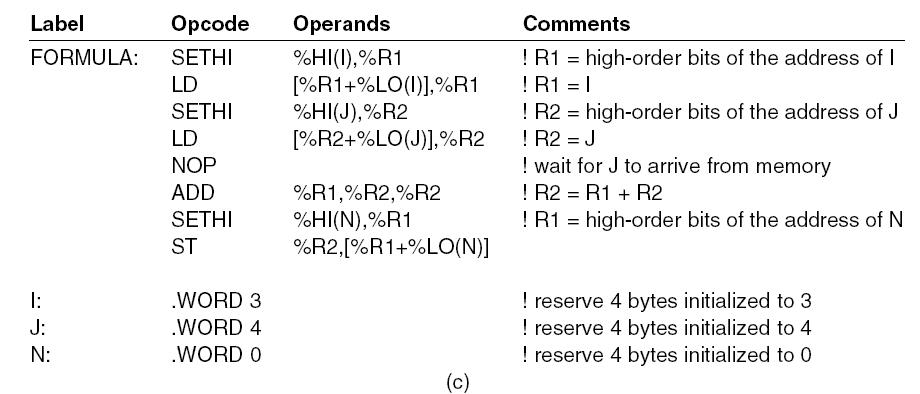 Label Opcode Operands Comments
FORMULA: SETHI %HI(I),%R1 ! R1 = high-order bits of the address of I
LD [%R1+%LO(I)],%R1 ! R1 = I
SETHI %HI(J),%R2 ! R2 = high-order bits of the address of J
LD [%R2+%LO(J)],%R2 ! R2 = J
NOP ! wait for J to arrive from memory
ADD %R1,%R2,%R2 ! R2 = R1 + R2
SETHI %HI(N),%R1 ! R1 = high-order bits of the address of N
ST %R2,[%R1+%LO(N)]
I: .WORD 3 ! reserve 4 bytes initialized to 3
J: .WORD 4 ! reserve 4 bytes initialized to 4
N: .WORD 0 ! reserve 4 bytes initialized to 0
(c)